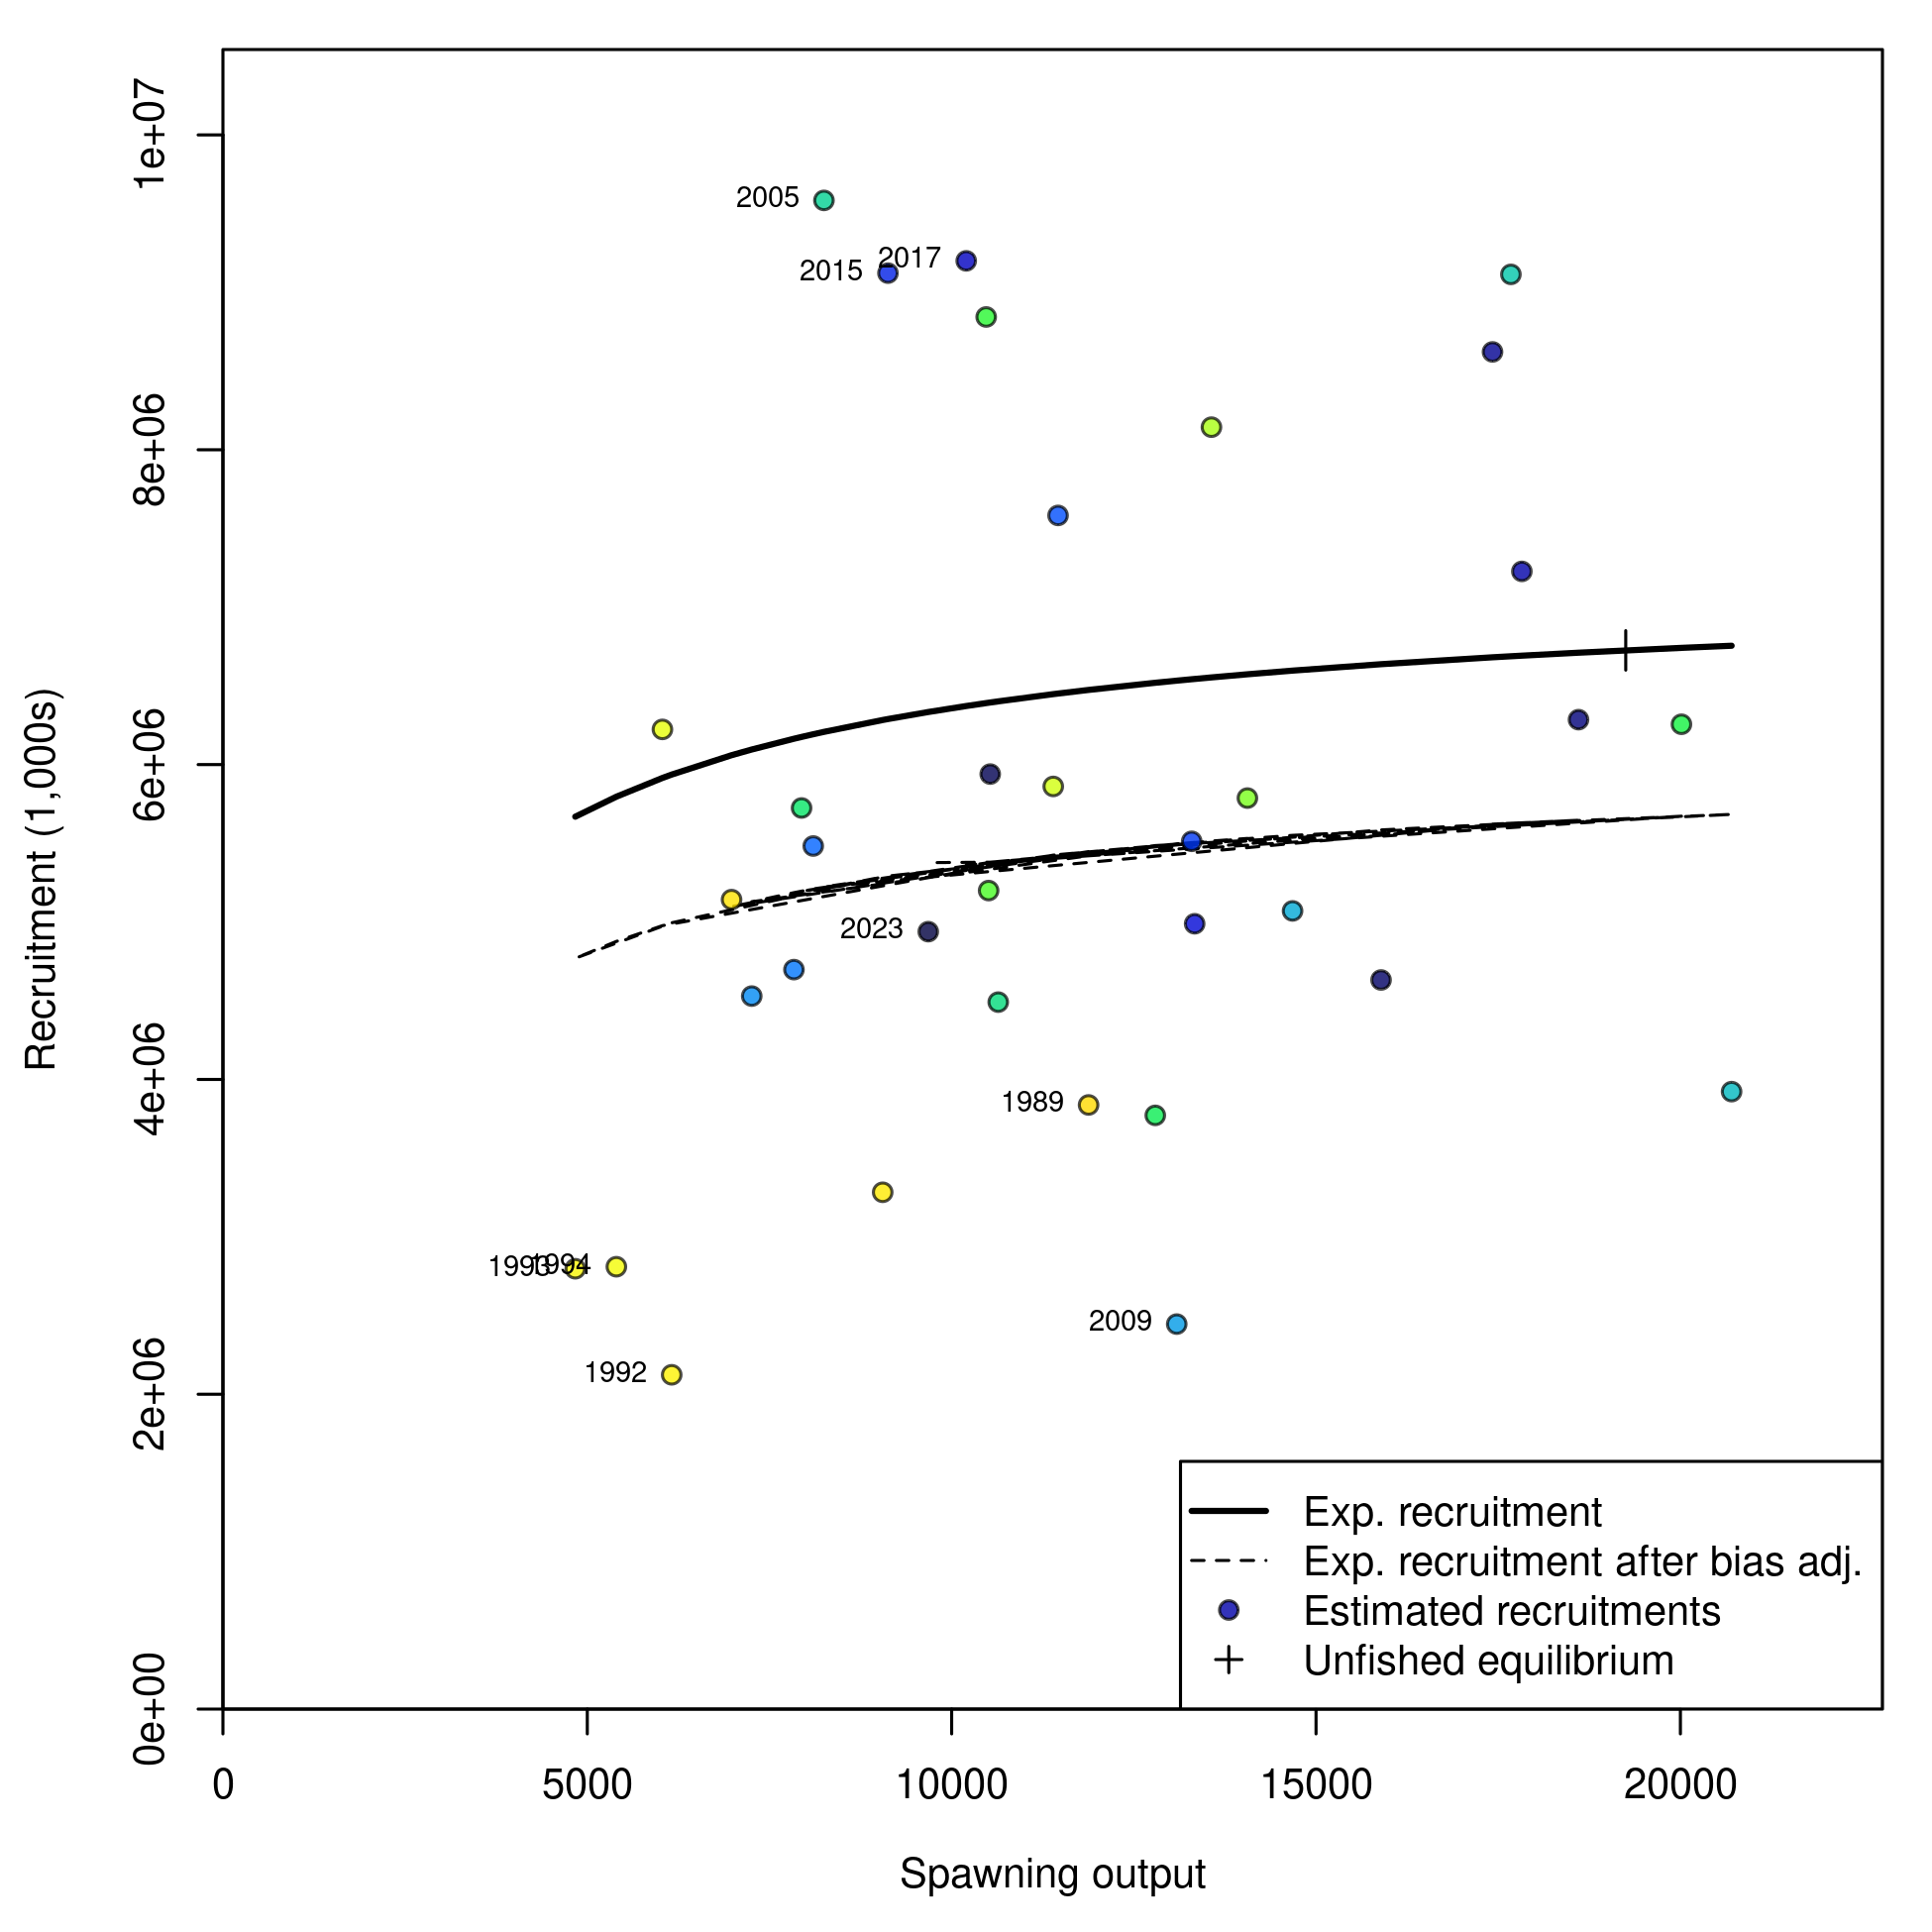 Recruitment (1,000s)
1e+07
8e+06
6e+06
4e+06
2e+06
0e+00
2005
2017
2015
2023
1989
1993
1994
2009
1992
Exp. recruitment
Exp. recruitment after bias adj.
Estimated recruitments
Unfished equilibrium
0
5000
10000
15000
20000
Spawning output